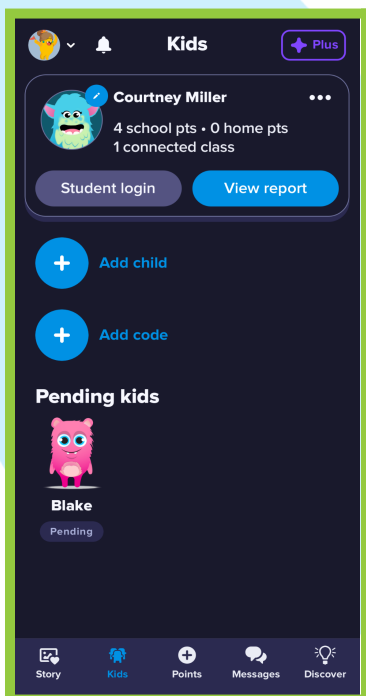 Kids
Plus
Courtney Miller
4 school pts • 0 home pts
1 connected class
Student login
View report
Add child
Add code
Pending kids
Blake
Pending
Story
Kids
Points
Messages
Discover